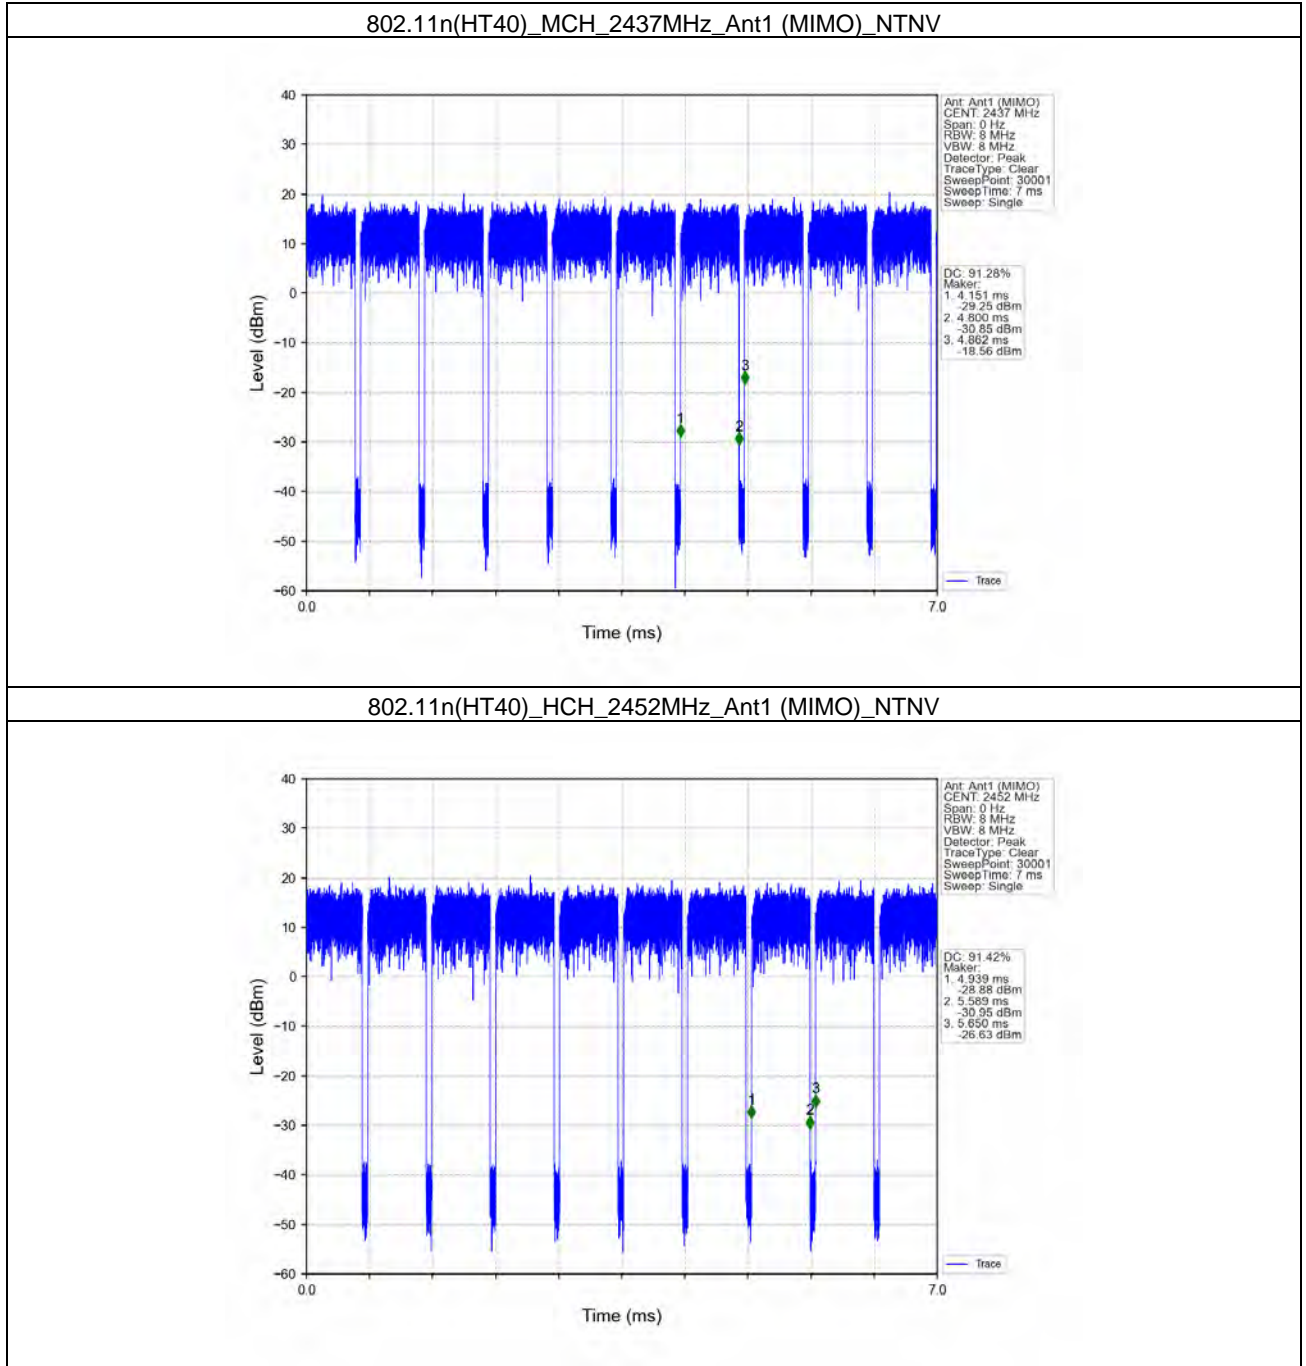 802.11n(HT40)_MCH_2437MHz_Ant1 (MIMO)_NTNV
40
30
20
10
0
−10
−20
−30
−40
−50
−60
Level (dBm)
0.0
7.0
Time (ms)
1
2
3
Ant: Ant1 (MIMO)
CENT: 2437 MHz
Span: 0 Hz
RBW: 8 MHz
VBW: 8 MHz
Detector: Peak
TraceType: Clear
SweepPoint: 30001
SweepTime: 7 ms
Sweep: Single
DC: 91.28%
Maker:
1. 4.151 ms
-29.25 dBm
2. 4.800 ms
-30.85 dBm
3. 4.862 ms
-18.56 dBm
Trace
802.11n(HT40)_HCH_2452MHz_Ant1 (MIMO)_NTNV
40
30
20
10
0
−10
−20
−30
−40
−50
−60
Level (dBm)
0.0
7.0
Time (ms)
1
2
3
Ant: Ant1 (MIMO)
CENT: 2452 MHz
Span: 0 Hz
RBW: 8 MHz
VBW: 8 MHz
Detector: Peak
TraceType: Clear
SweepPoint: 30001
SweepTime: 7 ms
Sweep: Single
DC: 91.42%
Maker:
1. 4.939 ms
-28.88 dBm
2. 5.589 ms
-30.95 dBm
3. 5.650 ms
-26.63 dBm
Trace